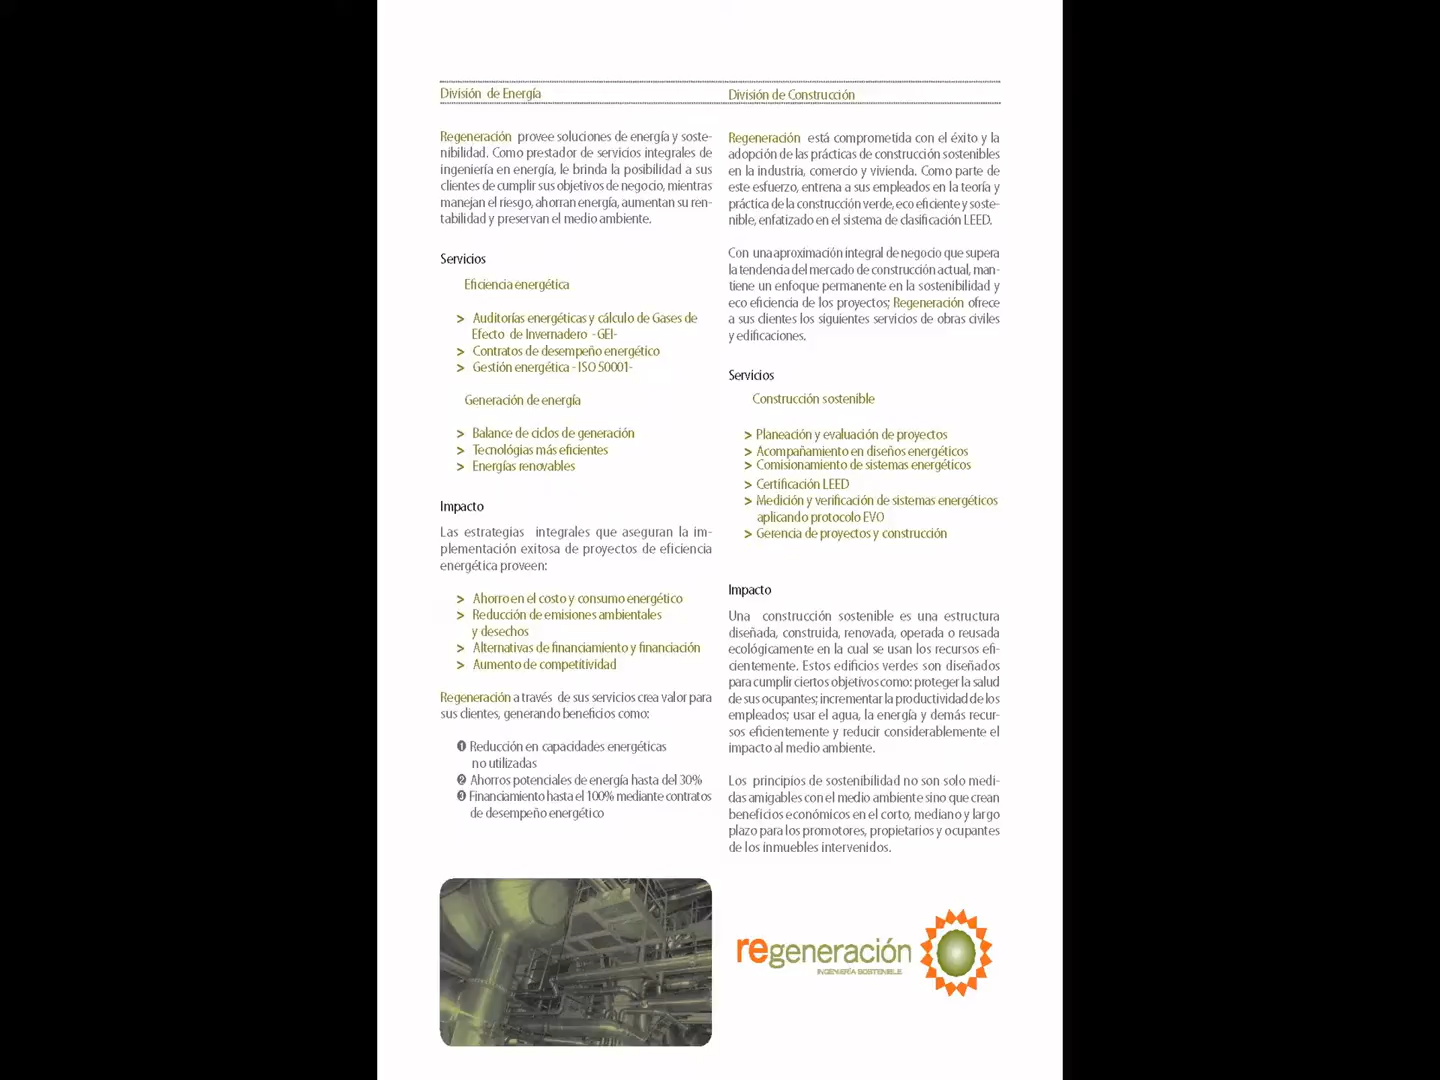 División de Energía
Regeneración provee soluciones de energía y soste-
nibilidad. Como prestador de servicios integrales de
ingeniería en energía, le brinda la posibilidad a sus
clientes de cumplir sus objetivos de negocio, mientras
manejan el riesgo, ahorran energía, aumentan su ren-
tabilidad y preservan el medio ambiente.
Servicios
Eficiencia energética
> Auditorías energéticas y cálculo de Gases de
Efecto de Invernadero -GEI-
> Contratos de desempeño energético
> Gestión energética - ISO 50001-
Generación de energía
> Balance de ciclos de generación
> Tecnológias más eficientes
> Energías renovables
Impacto
Las estrategias integrales que aseguran la im-
plementación exitosa de proyectos de eficiencia
energética proveen:
> Ahorro en el costo y consumo energético
> Reducción de emisiones ambientales
y desechos
> Alternativas de financiamiento y financiación
> Aumento de competitividad
Regeneración a través de sus servicios crea valor para
sus clientes, generando beneficios como:
❶ Reducción en capacidades energéticas
no utilizadas
❷ Ahorros potenciales de energía hasta del 30%
❸ Financiamiento hasta el 100% mediante contratos
de desempeño energético
División de Construcción
Regeneración está comprometida con el éxito y la
adopción de las prácticas de construcción sostenibles
en la industria, comercio y vivienda. Como parte de
este esfuerzo, entrena a sus empleados en la teoría y
práctica de la construcción verde, eco eficiente y soste-
nible, enfatizado en el sistema de clasificación LEED.
Con una aproximación integral de negocio que supera
la tendencia del mercado de construcción actual, man-
tiene un enfoque permanente en la sostenibilidad y
eco eficiencia de los proyectos; Regeneración ofrece
a sus clientes los siguientes servicios de obras civiles
y edificaciones.
Servicios
Construcción sostenible
> Planeación y evaluación de proyectos
> Acompañamiento en diseños energéticos
> Comisionamiento de sistemas energéticos
> Certificación LEED
> Medición y verificación de sistemas energéticos
aplicando protocolo EVO
> Gerencia de proyectos y construcción
Impacto
Una construcción sostenible es una estructura
diseñada, construida, renovada, operada o reusada
ecológicamente en la cual se usan los recursos efi-
cientemente. Estos edificios verdes son diseñados
para cumplir ciertos objetivos como: proteger la salud
de sus ocupantes; incrementar la productividad de los
empleados; usar el agua, la energía y demás recur-
sos eficientemente y reducir considerablemente el
impacto al medio ambiente.
Los principios de sostenibilidad no son solo medi-
das amigables con el medio ambiente sino que crean
beneficios económicos en el corto, mediano y largo
plazo para los promotores, propietarios y ocupantes
de los inmuebles intervenidos.
regeneración
INGENIERÍA SOSTENIBLE